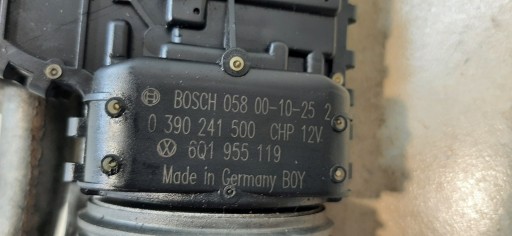 BOSCH 058 00-10-25 2
0 390 241 500 CHP 12V
6Q1 955 119
Made in Germany BOY